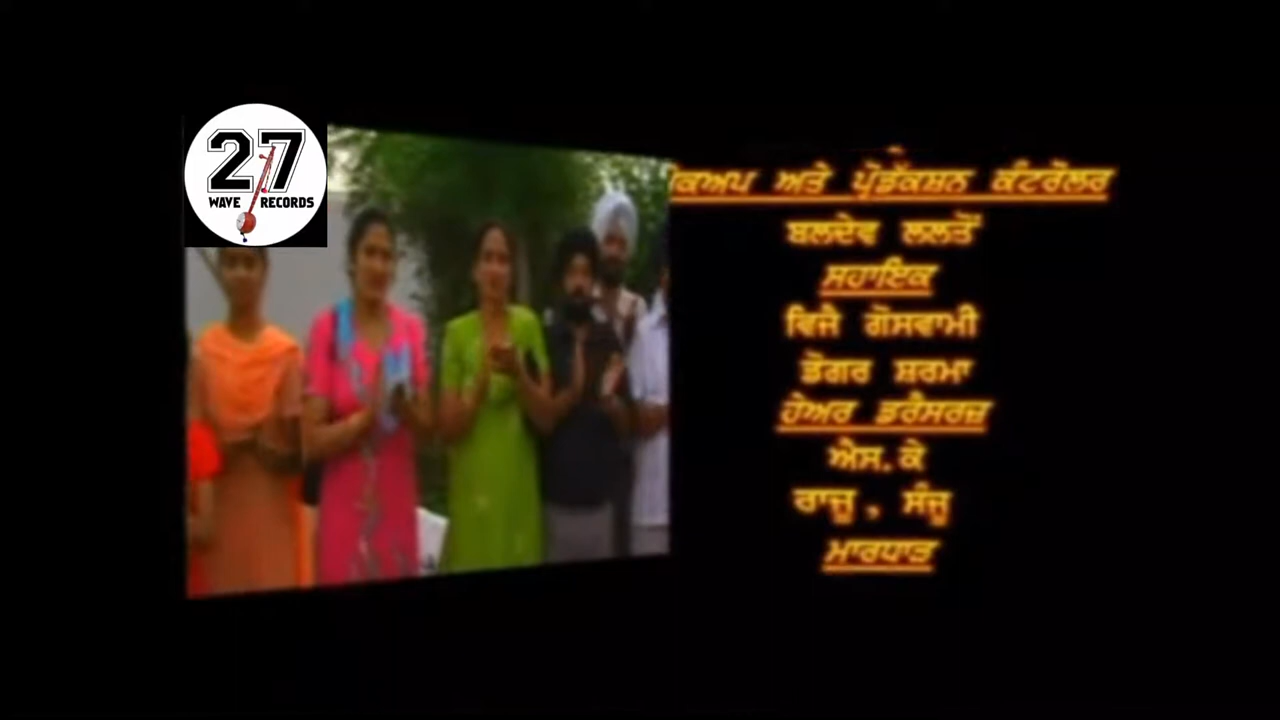 27
WAVE RECORDS
ਅਤੇ ਪ੍ਰੋਡੱਕਸ਼ਨ ਕੰਟਰੋਲਰ
ਬਲਦੇਵ ਲਲਤੋਂ
ਸਹਾਇਕ
ਵਿਜੈ ਗੋਸਵਾਮੀ
ਡੋਗਰ ਸ਼ਰਮਾ
ਹੇਅਰ ਡਰੈਸਰਜ਼
ਐਸ. ਕੇ
ਰਾਜੂ , ਸੰਜੂ
ਮਾਰਧਾੜ